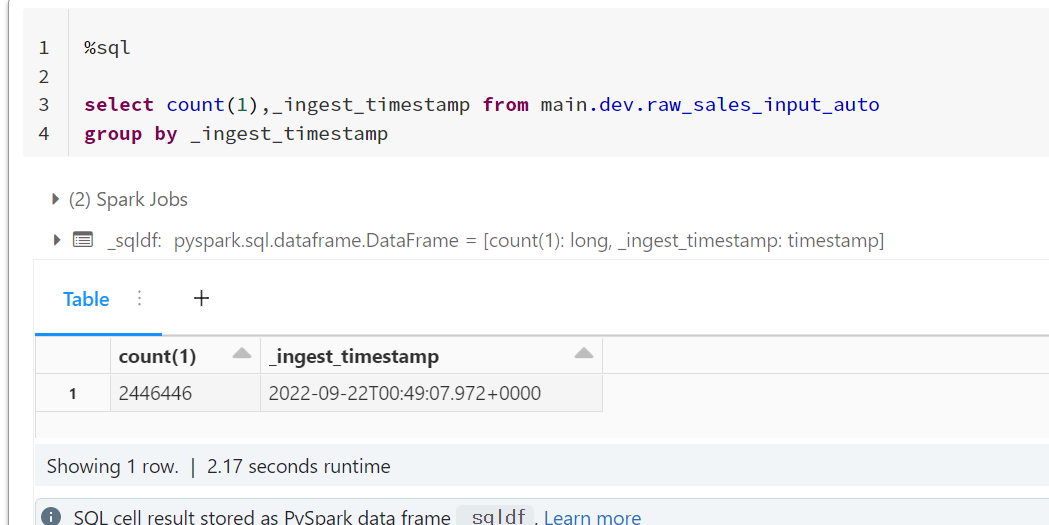 1 %sql
2
3 select count(1),_ingest_timestamp from main.dev.raw_sales_input_auto
4 group by _ingest_timestamp
(2) Spark Jobs
_sqldf: pyspark.sql.dataframe.DataFrame = [count(1): long, _ingest_timestamp: timestamp]
Table +
count(1) _ingest_timestamp
1 2446446 2022-09-22T00:49:07.972+0000
Showing 1 row. | 2.17 seconds runtime
SQL cell result stored as PySpark data frame _sqldf. Learn more